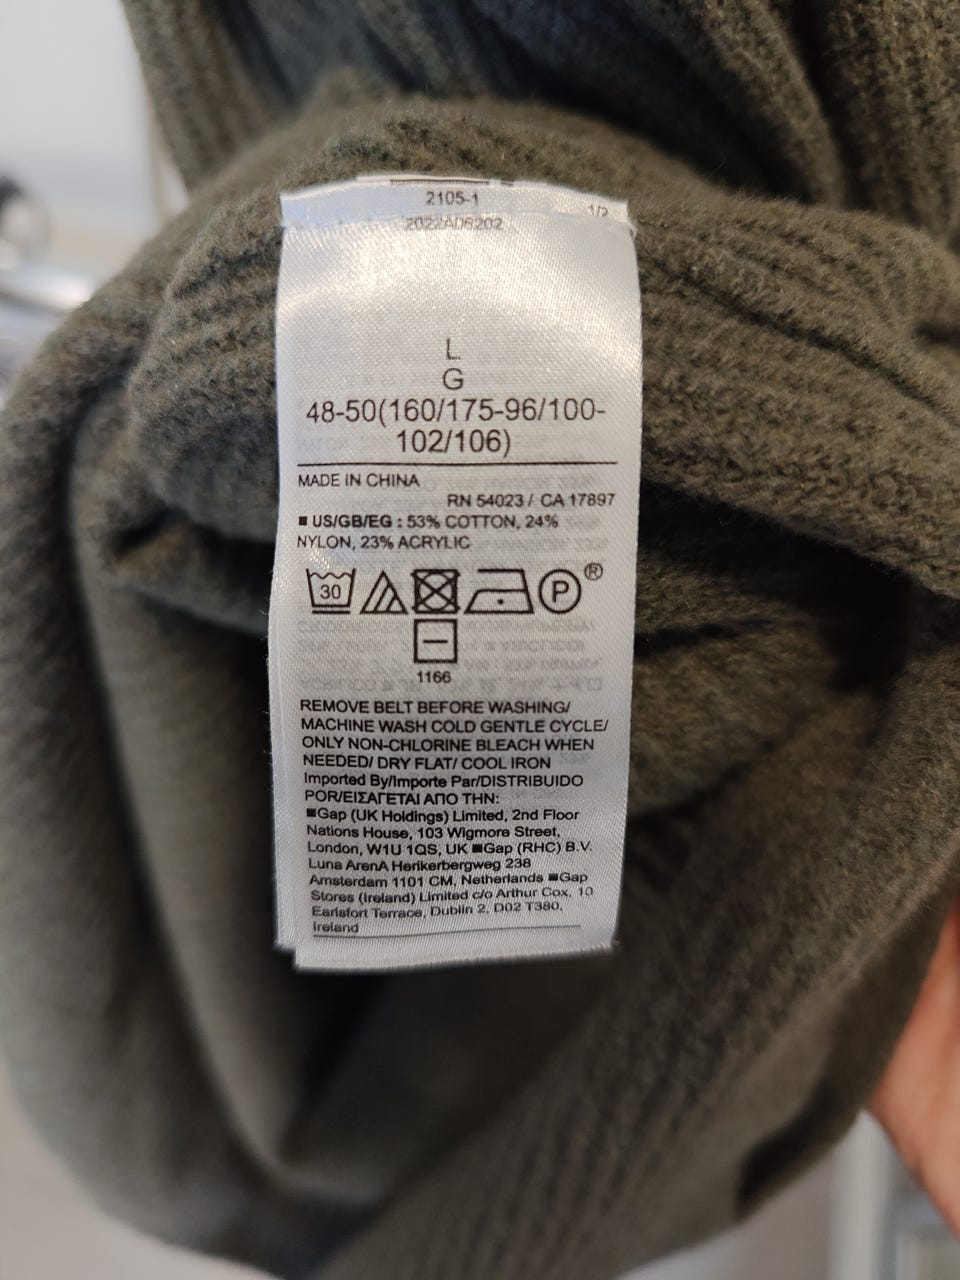 2105-1
1/2
2022A06202
L
G
48-50(160/175-96/100-
102/106)
MADE IN CHINA
RN 54023 / CA 17897
■ US/GB/EG : 53% COTTON, 24%
NYLON, 23% ACRYLIC
30
P®
1166
REMOVE BELT BEFORE WASHING/
MACHINE WASH COLD GENTLE CYCLE/
ONLY NON-CHLORINE BLEACH WHEN
NEEDED/ DRY FLAT/ COOL IRON
Imported By/Importe Par/DISTRIBUIDO
POR/ΕΙΣΑΓΕΤΑΙ ΑΠΟ ΤΗΝ:
■Gap (UK Holdings) Limited, 2nd Floor
Nations House, 103 Wigmore Street,
London, W1U 1QS, UK ■Gap (RHC) B.V.
Luna ArenA Herikerbergweg 238
Amsterdam 1101 CM, Netherlands ■Gap
Stores (Ireland) Limited c/o Arthur Cox, 10
Earlsfort Terrace, Dublin 2, D02 T380,
Ireland